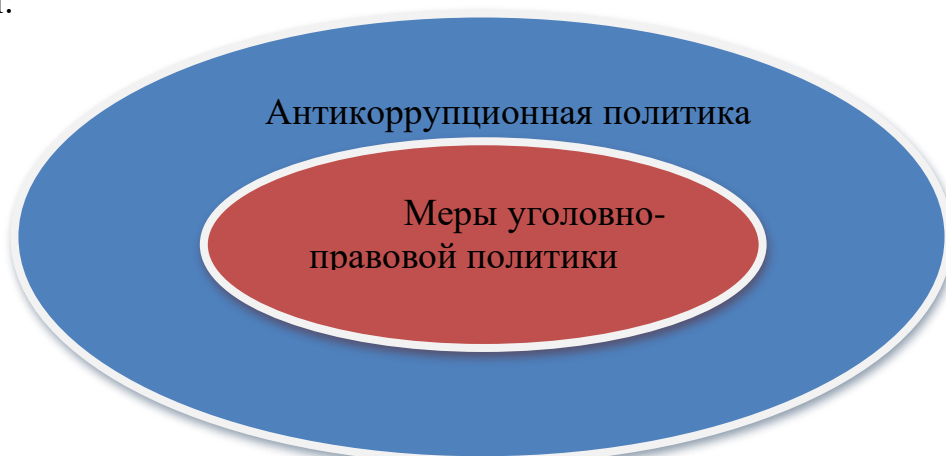 Антикоррупционная политика
Меры уголовно-
правовой политики